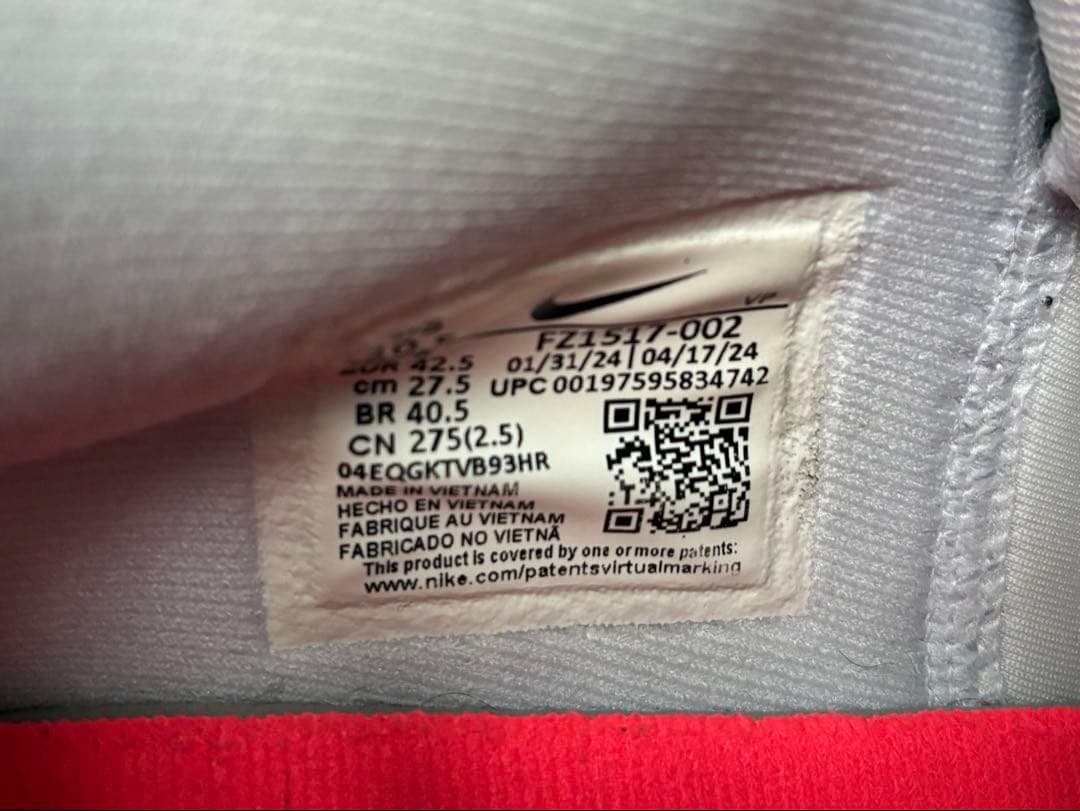 VP
FZ1517-002
EUR 42.5 01/31/24|04/17/24
cm 27.5 UPC 00197595834742
BR 40.5
CN 275(2.5)
04EQGKTVB93HR
MADE IN VIETNAM
HECHO EN VIETNAM
FABRIQUE AU VIETNAM
FABRICADO NO VIETNÃ
This product is covered by one or more patents:
www.nike.com/patentsvirtualmarking